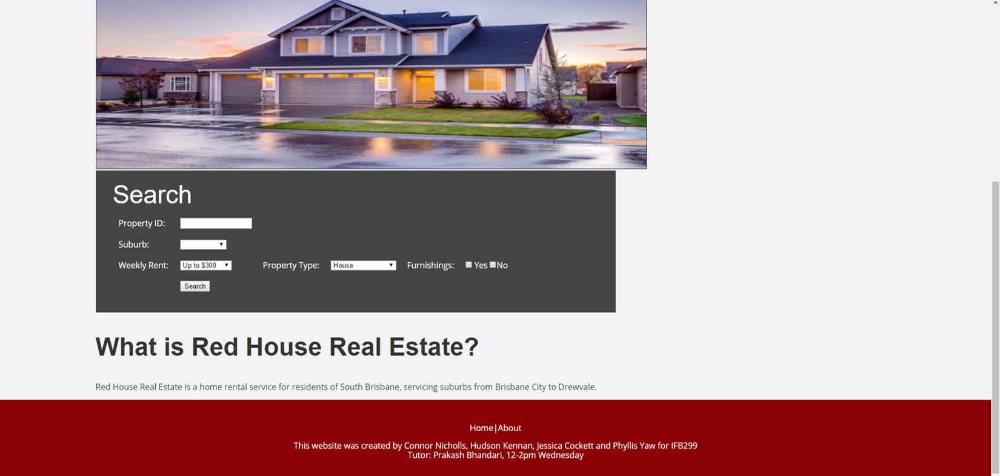 Search
Property ID:
Suburb:
Weekly Rent: Up to $300 Property Type: House Furnishings: Yes No
Search
What is Red House Real Estate?
Red House Real Estate is a home rental service for residents of South Brisbane, servicing suburbs from Brisbane City to Drewvale.
Home|About
This website was created by Connor Nicholls, Hudson Kennan, Jessica Cockett and Phyllis Yaw for IFB299
Tutor: Prakash Bhandari, 12-2pm Wednesday